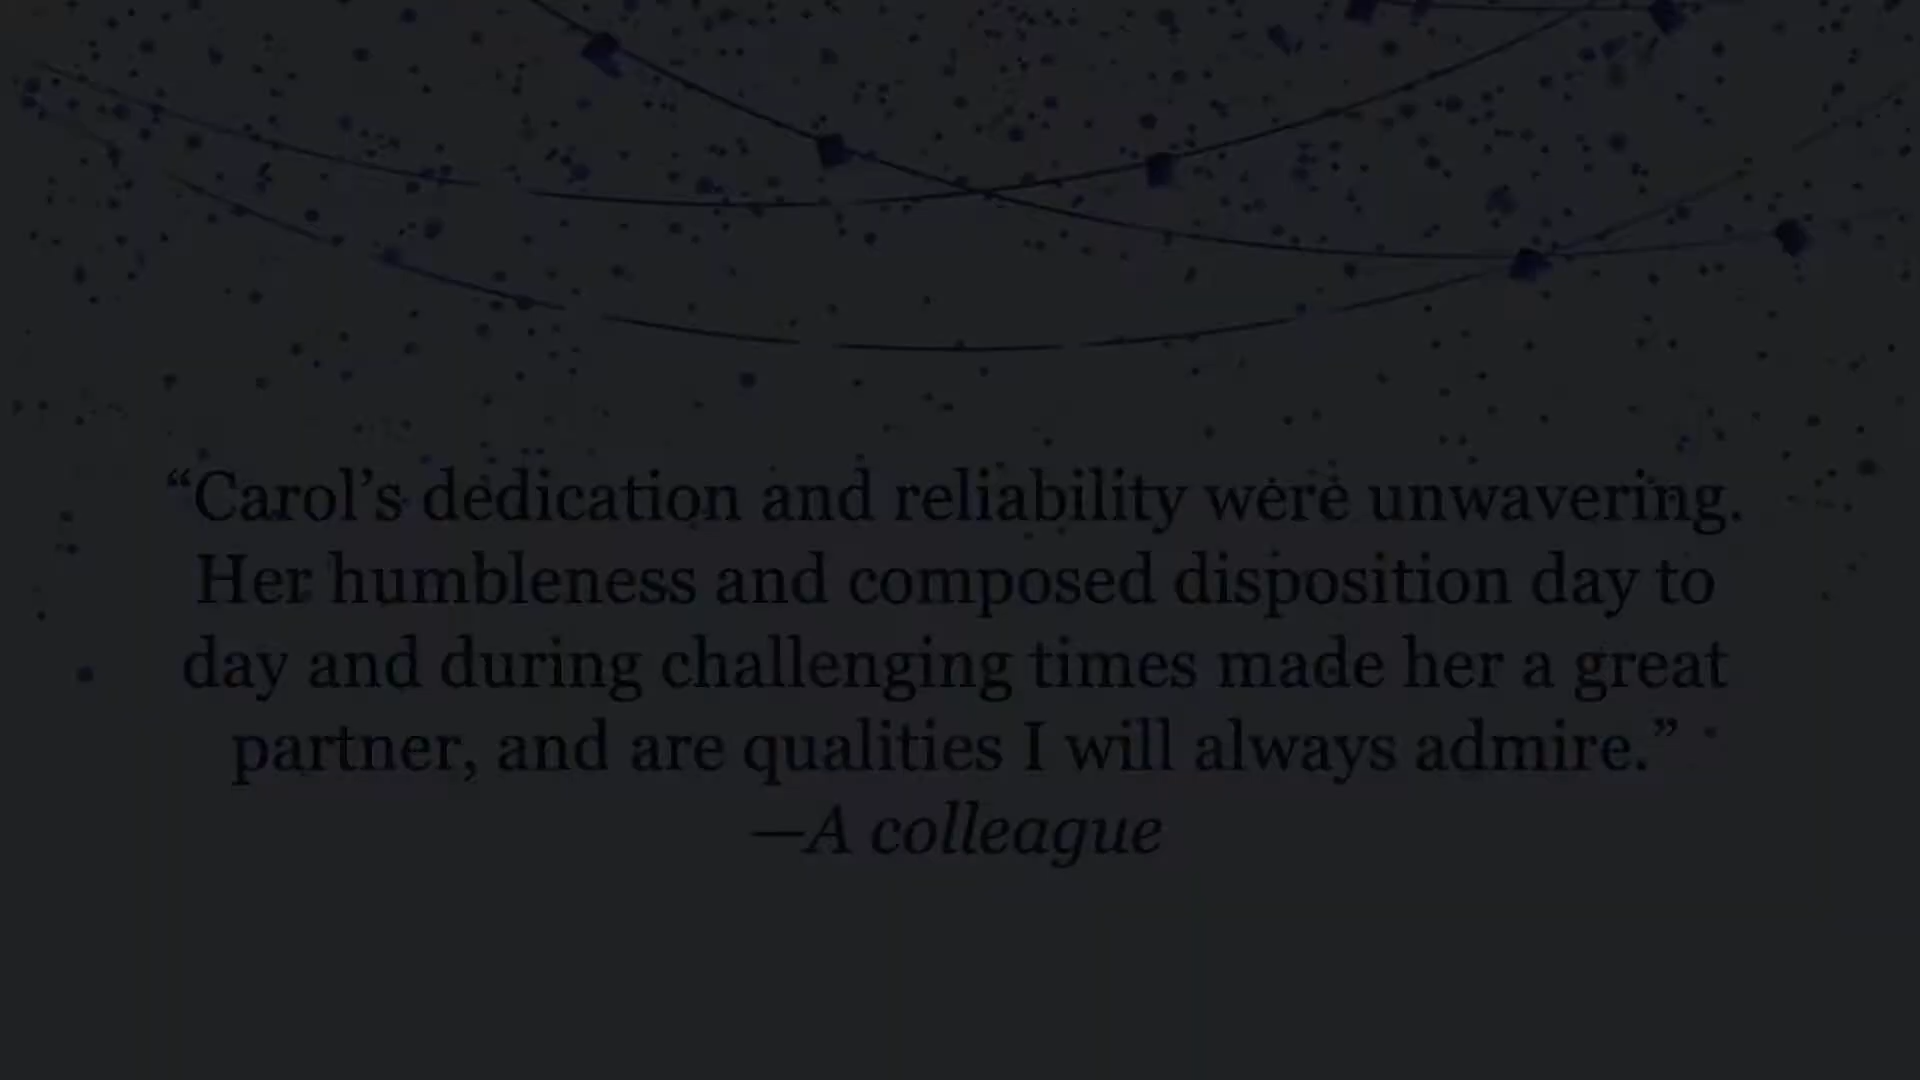 “Carol’s dedication and reliability were unwavering.
Her humbleness and composed disposition day to
day and during challenging times made her a great
partner, and are qualities I will always admire.”
—A colleague